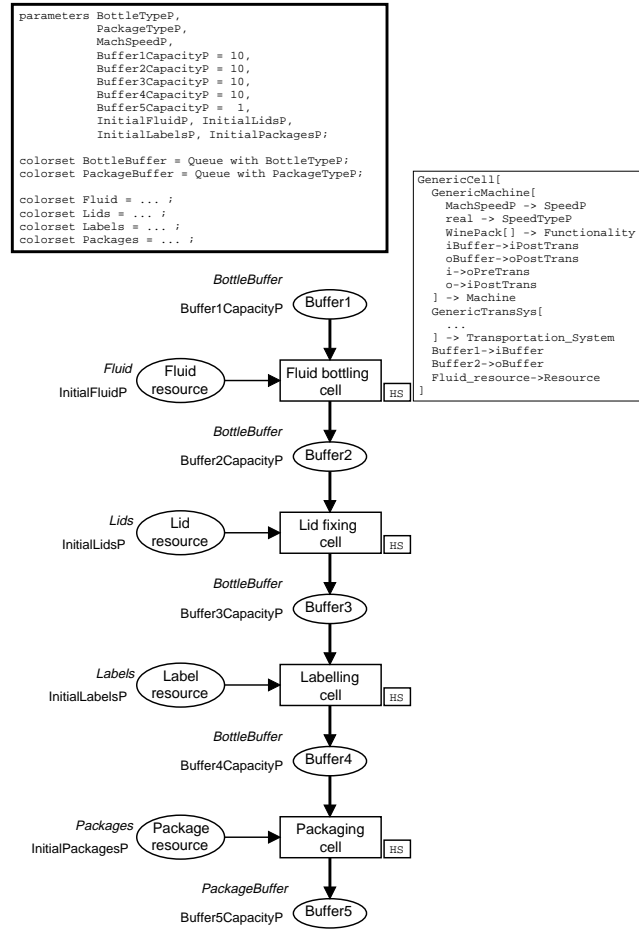 parameters BottleTypeP,
PackageTypeP,
MachSpeedP,
Buffer1CapacityP = 10,
Buffer2CapacityP = 10,
Buffer3CapacityP = 10,
Buffer4CapacityP = 10,
Buffer5CapacityP =  1,
InitialFluidP, InitialLidsP,
InitialLabelsP, InitialPackagesP;
colorset BottleBuffer = Queue with BottleTypeP;
colorset PackageBuffer = Queue with PackageTypeP;
colorset Fluid = ... ;
colorset Lids = ... ;
colorset Labels = ... ;
colorset Packages = ... ;
GenericCell[
GenericMachine[
MachSpeedP -> SpeedP
real -> SpeedTypeP
WinePack[] -> Functionality
iBuffer->iPostTrans
oBuffer->oPostTrans
i->oPreTrans
o->iPostTrans
] -> Machine
GenericTransSys[
...
] -> Transportation_System
Buffer1->iBuffer
Buffer2->oBuffer
Fluid_resource->Resource
]
BottleBuffer
Buffer1CapacityP
Buffer1
Fluid
InitialFluidP
Fluid
resource
Fluid bottling
cell
HS
BottleBuffer
Buffer2CapacityP
Buffer2
Lids
InitialLidsP
Lid
resource
Lid fixing
cell
HS
BottleBuffer
Buffer3CapacityP
Buffer3
Labels
InitialLabelsP
Label
resource
Labelling
cell
HS
BottleBuffer
Buffer4CapacityP
Buffer4
Packages
InitialPackagesP
Package
resource
Packaging
cell
HS
PackageBuffer
Buffer5CapacityP
Buffer5